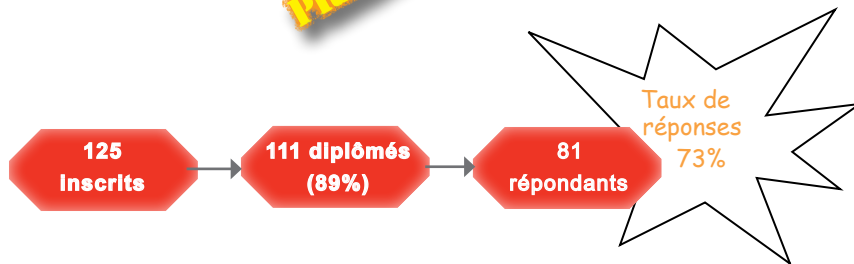 125
inscrits
111 diplômés
(89%)
81
répondants
Taux de
réponses
73%